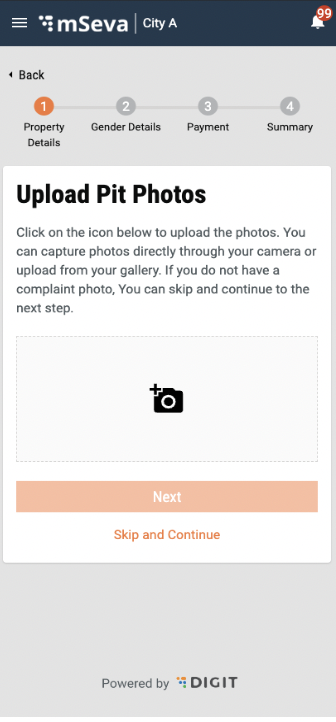 mSeva City A 99
Back
1 2 3 4
Property Gender Details Payment Summary
Details
Upload Pit Photos
Click on the icon below to upload the photos. You
can capture photos directly through your camera or
upload from your gallery. If you do not have a
complaint photo, You can skip and continue to the
next step.
Next
Skip and Continue
Powered by DIGIT